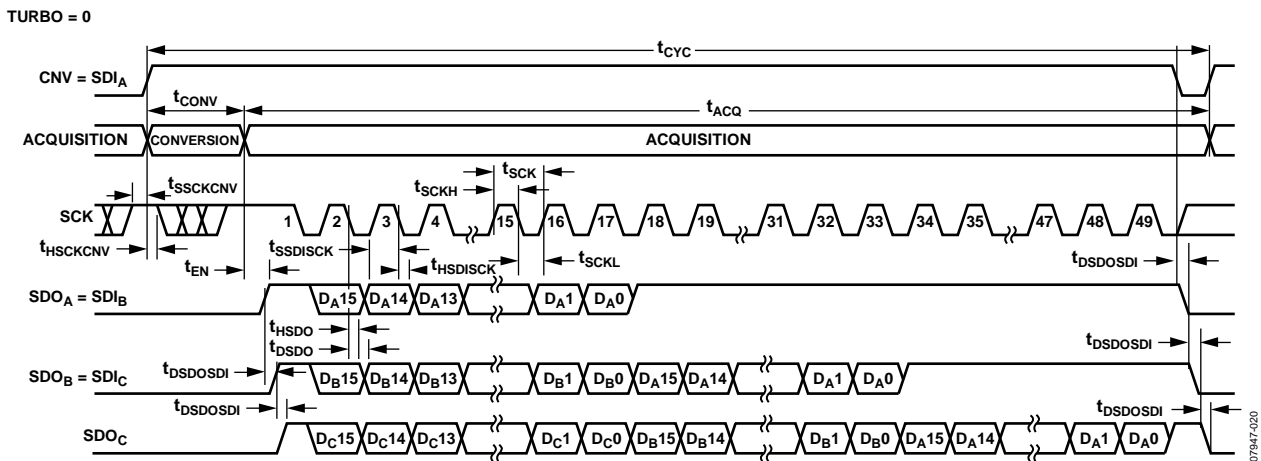 TURBO = 0
tCYC
CNV = SDIA
tCONV
tACQ
ACQUISITION CONVERSION ACQUISITION
tSCK
tSSCKCNV
tSCKH
SCK 1 2 3 4 15 16 17 18 19 31 32 33 34 35 47 48 49
tHSCKCNV
tSSDISCK
tEN
tHSDISCK
tSCKL
tDSDOSDI
SDOA = SDIB DA15 DA14 DA13 DA1 DA0
tHSDO
tDSDO
tDSDOSDI
tDSDOSDI
SDOB = SDIC DB15 DB14 DB13 DB1 DB0 DA15 DA14 DA1 DA0
tDSDOSDI
tDSDOSDI
SDOC DC15 DC14 DC13 DC1 DC0 DB15 DB14 DB1 DB0 DA15 DA14 DA1 DA0
07947-020